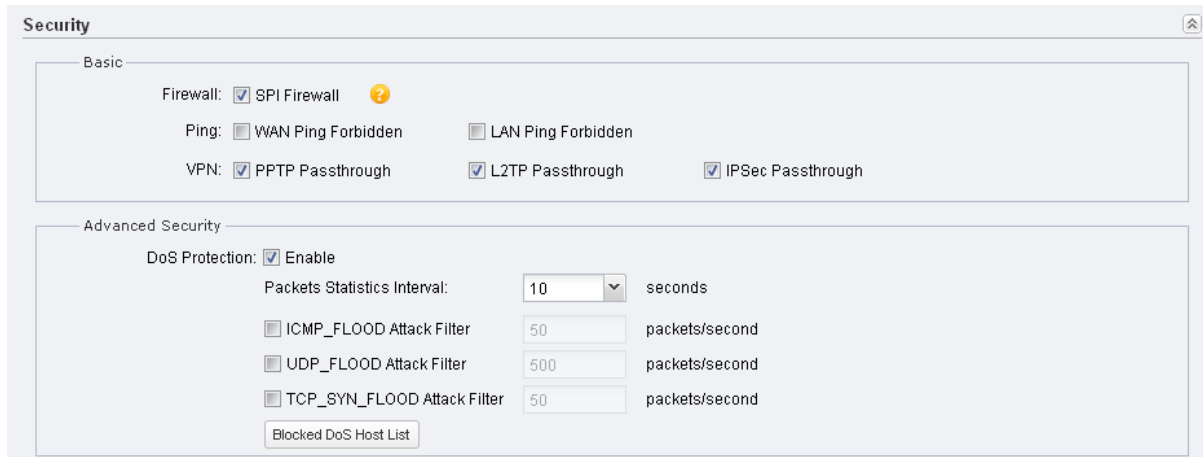 Security
Basic
Firewall: SPI Firewall ?
Ping: WAN Ping Forbidden LAN Ping Forbidden
VPN: PPTP Passthrough L2TP Passthrough IPSec Passthrough
Advanced Security
DoS Protection: Enable
Packets Statistics Interval: 10 seconds
ICMP_FLOOD Attack Filter 50 packets/second
UDP_FLOOD Attack Filter 500 packets/second
TCP_SYN_FLOOD Attack Filter 50 packets/second
Blocked DoS Host List